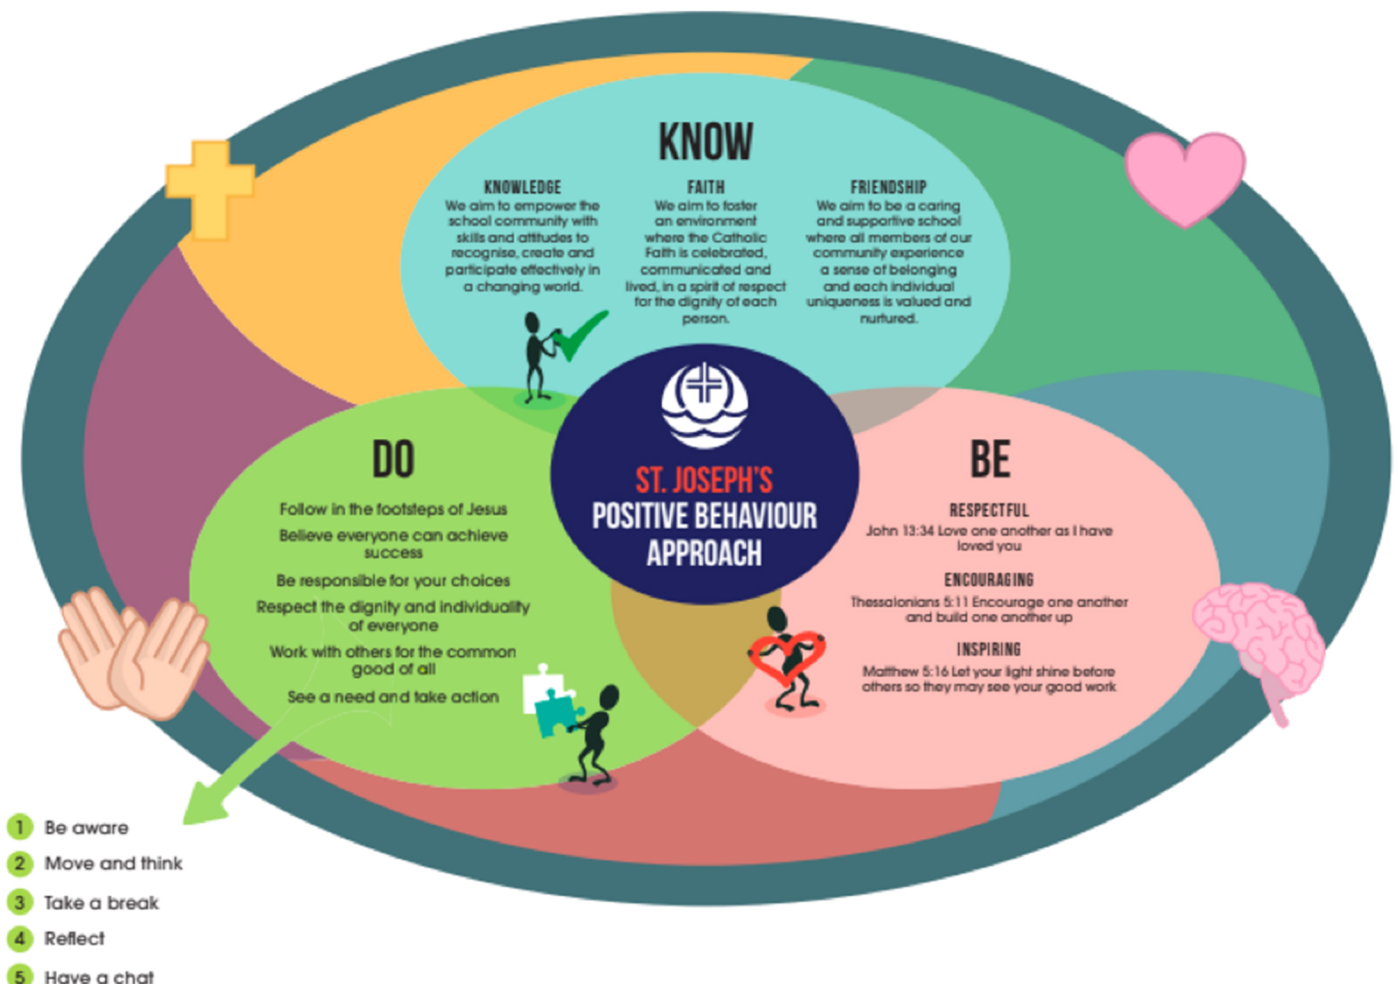 KNOW
KNOWLEDGE
We aim to empower the
school community with
skills and attitudes to
recognise, create and
participate effectively in
a changing world.
FAITH
We aim to foster
an environment
where the Catholic
Faith is celebrated,
communicated and
lived, in a spirit of respect
for the dignity of each
person.
FRIENDSHIP
We aim to be a caring
and supportive school
where all members of our
community experience
a sense of belonging
and each individual
uniqueness is valued and
nurtured.
ST. JOSEPH'S
POSITIVE BEHAVIOUR
APPROACH
DO
Follow in the footsteps of Jesus
Believe everyone can achieve
success
Be responsible for your choices
Respect the dignity and individuality
of everyone
Work with others for the common
good of all
See a need and take action
BE
RESPECTFUL
John 13:34 Love one another as I have
loved you
ENCOURAGING
Thessalonians 5:11 Encourage one another
and build one another up
INSPIRING
Matthew 5:16 Let your light shine before
others so they may see your good work
1 Be aware
2 Move and think
3 Take a break
4 Reflect
5 Have a chat